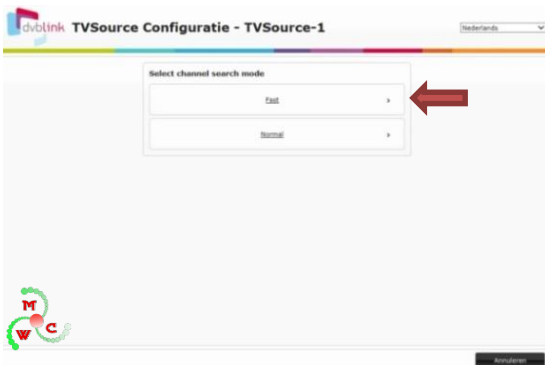 dvblink TVSource Configuratie - TVSource-1
Nederlands
Select channel search mode
Fast
Normal
M
W C
Annuleren